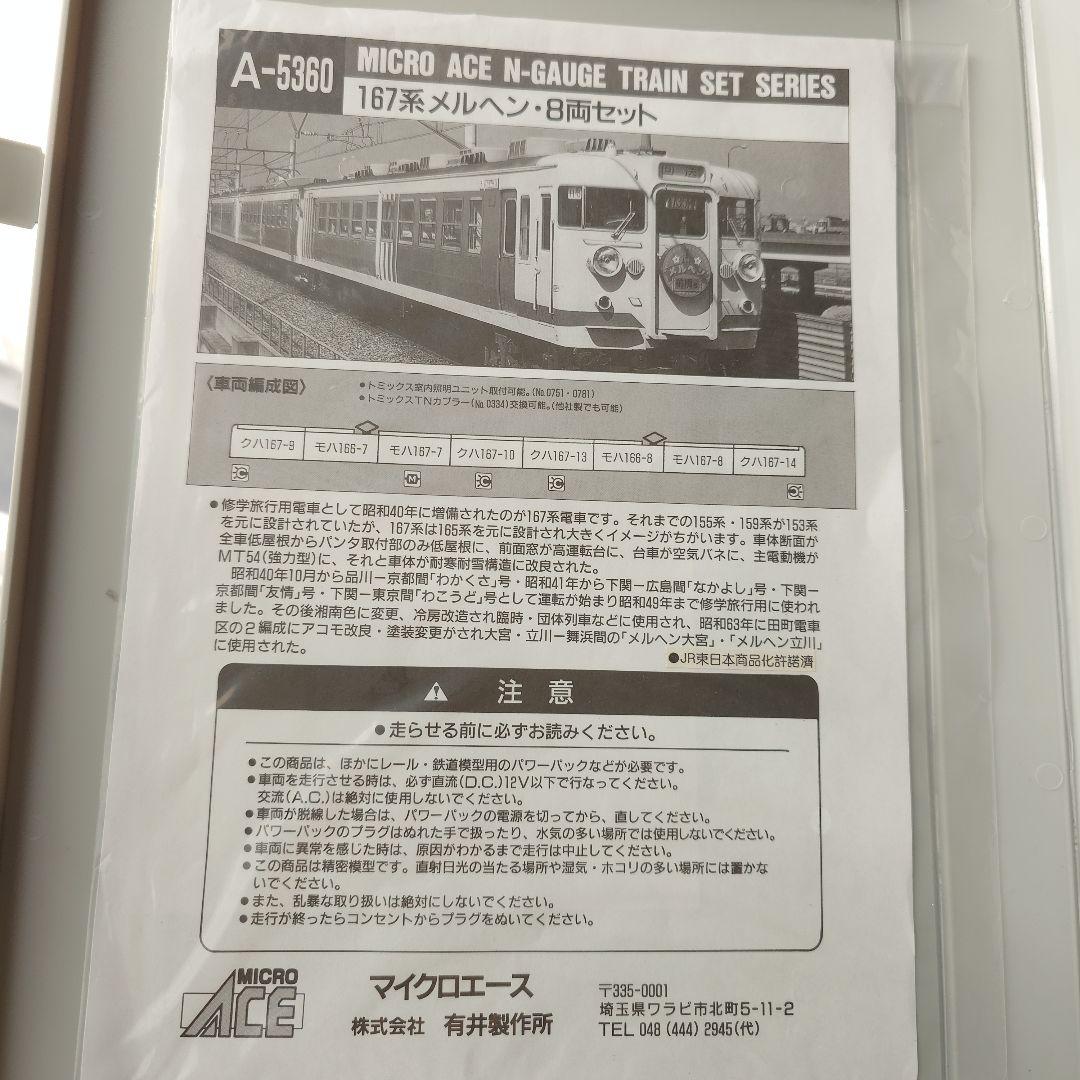 A-5360
MICRO ACE N-GAUGE TRAIN SET SERIES
167系メルヘン・8両セット
回送
H16
メルヘン
〈車両編成図〉
●トミックス室内照明ユニット取付可能。(No.0751・0781)
●トミックスTNカプラー(No.0334)交換可能。(他社製でも可能)
クハ167-9 モハ166-7 モハ167-7 クハ167-10 クハ167-13 モハ166-8 モハ167-8 クハ167-14
C M C C C
●修学旅行用電車として昭和40年に増備されたのが167系電車です。それまでの155系・159系が153系
を元に設計されていたが、167系は165系を元に設計され大きくイメージがちがいます。車体断面が
全車低屋根からパンタ取付部のみ低屋根に、前面窓が高運転台に、台車が空気バネに、主電動機が
MT54(強力型)に、それと車体が耐寒耐雪構造に改良された。
昭和40年10月から品川ー京都間「わかくさ」号・昭和41年から下関ー広島間「なかよし」号・下関ー
京都間「友情」号・下関ー東京間「わこうど」号として運転が始まり昭和49年まで修学旅行用に使われ
ました。その後湘南色に変更、冷房改造され臨時・団体列車などに使用され、昭和63年に田町電車
区の2編成にアコモ改良・塗装変更がされ大宮・立川ー舞浜間の「メルヘン大宮」・「メルヘン立川」
に使用された。
●JR東日本商品化許諾済
注意
●走らせる前に必ずお読みください。
●この商品は、ほかにレール・鉄道模型用のパワーパックなどが必要です。
●車両を走行させる時は、必ず直流(D.C.)12V以下で行なってください。
交流(A.C.)は絶対に使用しないでください。
●車両が脱線した場合は、パワーパックの電源を切ってから、直してください。
●パワーパックのプラグはぬれた手で扱ったり、水気の多い場所では使用しないでください。
●車両に異常を感じた時は、原因がわかるまで走行は中止してください。
●この商品は精密模型です。直射日光の当たる場所や湿気・ホコリの多い場所には置かな
いでください。
●また、乱暴な取り扱いは絶対にしないでください。
●走行が終ったらコンセントからプラグをぬいてください。
MICRO
ACE
マイクロエース
株式会社 有井製作所
〒335-0001
埼玉県ワラビ市北町5-11-2
TEL 048 (444) 2945(代)